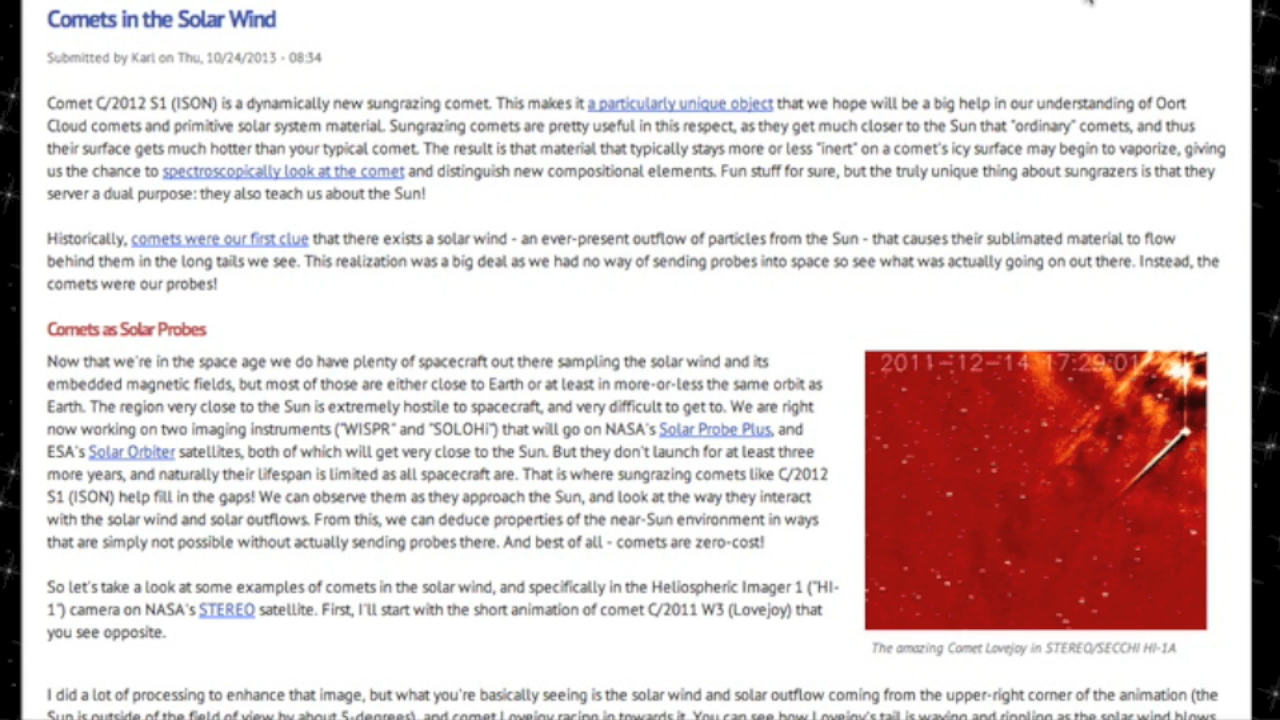 Comets in the Solar Wind
Submitted by Karl on Thu, 10/24/2013 - 08:34
Comet C/2012 S1 (ISON) is a dynamically new sungrazing comet. This makes it a particularly unique object that we hope will be a big help in our understanding of Oort
Cloud comets and primitive solar system material. Sungrazing comets are pretty useful in this respect, as they get much closer to the Sun that "ordinary" comets, and thus
their surface gets much hotter than your typical comet. The result is that material that typically stays more or less "inert" on a comet's icy surface may begin to vaporize, giving
us the chance to spectroscopically look at the comet and distinguish new compositional elements. Fun stuff for sure, but the truly unique thing about sungrazers is that they
server a dual purpose: they also teach us about the Sun!
Historically, comets were our first clue that there exists a solar wind - an ever-present outflow of particles from the Sun - that causes their sublimated material to flow
behind them in the long tails we see. This realization was a big deal as we had no way of sending probes into space so see what was actually going on out there. Instead, the
comets were our probes!
Comets as Solar Probes
Now that we're in the space age we do have plenty of spacecraft out there sampling the solar wind and its
embedded magnetic fields, but most of those are either close to Earth or at least in more-or-less the same orbit as
Earth. The region very close to the Sun is extremely hostile to spacecraft, and very difficult to get to. We are right
now working on two imaging instruments ("WISPR" and "SOLOHI") that will go on NASA's Solar Probe Plus, and
ESA's Solar Orbiter satellites, both of which will get very close to the Sun. But they don't launch for at least three
more years, and naturally their lifespan is limited as all spacecraft are. That is where sungrazing comets like C/2012
S1 (ISON) help fill in the gaps! We can observe them as they approach the Sun, and look at the way they interact
with the solar wind and solar outflows. From this, we can deduce properties of the near-Sun environment in ways
that are simply not possible without actually sending probes there. And best of all - comets are zero-cost!
So let's take a look at some examples of comets in the solar wind, and specifically in the Heliospheric Imager 1 ("HI-
1") camera on NASA's STEREO satellite. First, I'll start with the short animation of comet C/2011 W3 (Lovejoy) that
you see opposite.
2011-12-14 17:29:01
The amazing Comet Lovejoy in STEREO/SECCHI HI-1A
I did a lot of processing to enhance that image, but what you're basically seeing is the solar wind and solar outflow coming from the upper-right corner of the animation (the
Sun is outside of the field of view by about 5-degrees), and comet Lovejoy racing in towards it. You can see how Lovejoy's tail is waving and rippling as the solar wind blows